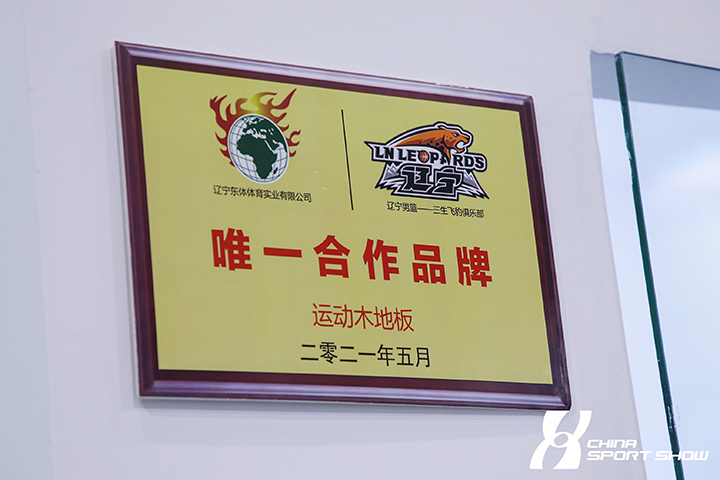 LN LEOPARDS
辽宁
辽宁东体体育实业有限公司
辽宁男篮——三生飞豹俱乐部
唯一合作品牌
运动木地板
二零二一年五月
CHINA
SPORT SHOW